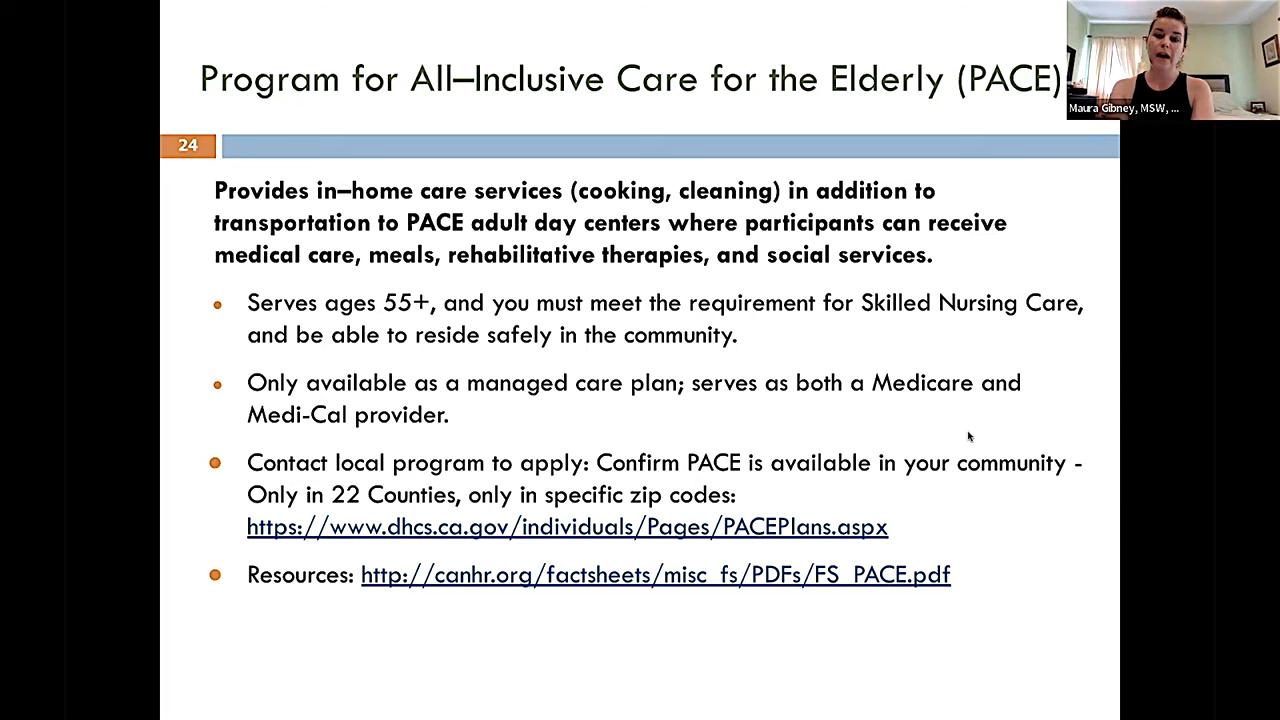 Program for All–Inclusive Care for the Elderly (PACE)
Maura Gibney, MSW, ...
24
Provides in–home care services (cooking, cleaning) in addition to
transportation to PACE adult day centers where participants can receive
medical care, meals, rehabilitative therapies, and social services.
Serves ages 55+, and you must meet the requirement for Skilled Nursing Care,
and be able to reside safely in the community.
Only available as a managed care plan; serves as both a Medicare and
Medi-Cal provider.
Contact local program to apply: Confirm PACE is available in your community -
Only in 22 Counties, only in specific zip codes:
https://www.dhcs.ca.gov/individuals/Pages/PACEPlans.aspx
Resources: http://canhr.org/factsheets/misc_fs/PDFs/FS_PACE.pdf